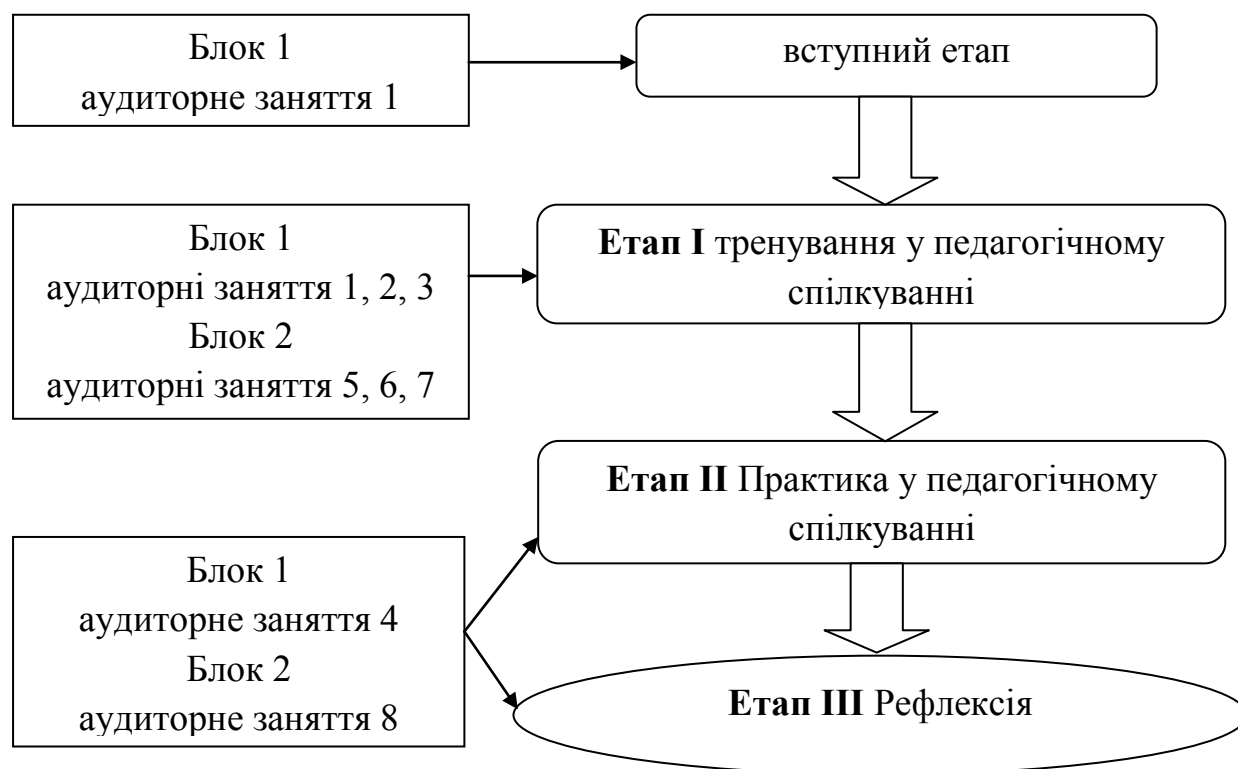 Блок 1
аудиторне заняття 1
вступний етап
Блок 1
аудиторні заняття 1, 2, 3
Блок 2
аудиторні заняття 5, 6, 7
Етап I тренування у педагогічному
спілкуванні
Етап II Практика у педагогічному
спілкуванні
Блок 1
аудиторне заняття 4
Блок 2
аудиторне заняття 8
Етап III Рефлексія